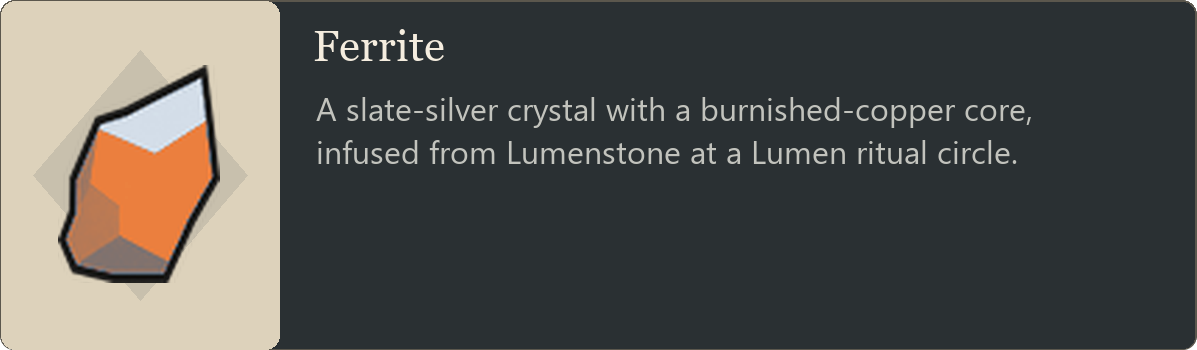 Ferrite
A slate-silver crystal with a burnished-copper core,
infused from Lumenstone at a Lumen ritual circle.